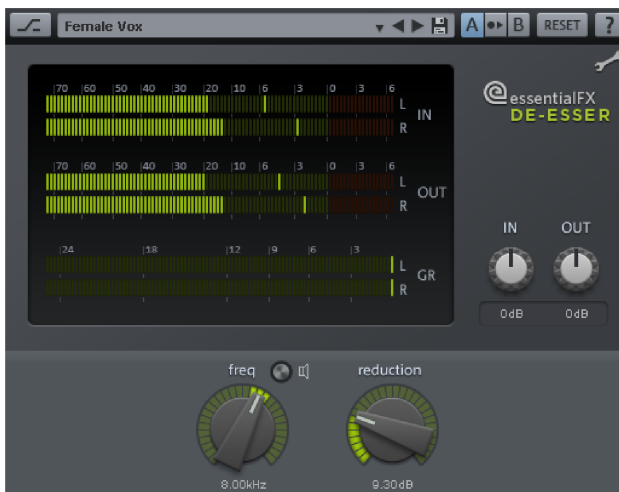 Female Vox
A B RESET ?
70 60 50 40 30 20 10 6 3 0 3 6
L
IN
R
essentialFX
DE-ESSER
70 60 50 40 30 20 10 6 3 0 3 6
L
OUT
R
IN OUT
24 18 12 9 6 3
L
GR
R
0dB 0dB
freq reduction
8.00kHz 9.30dB